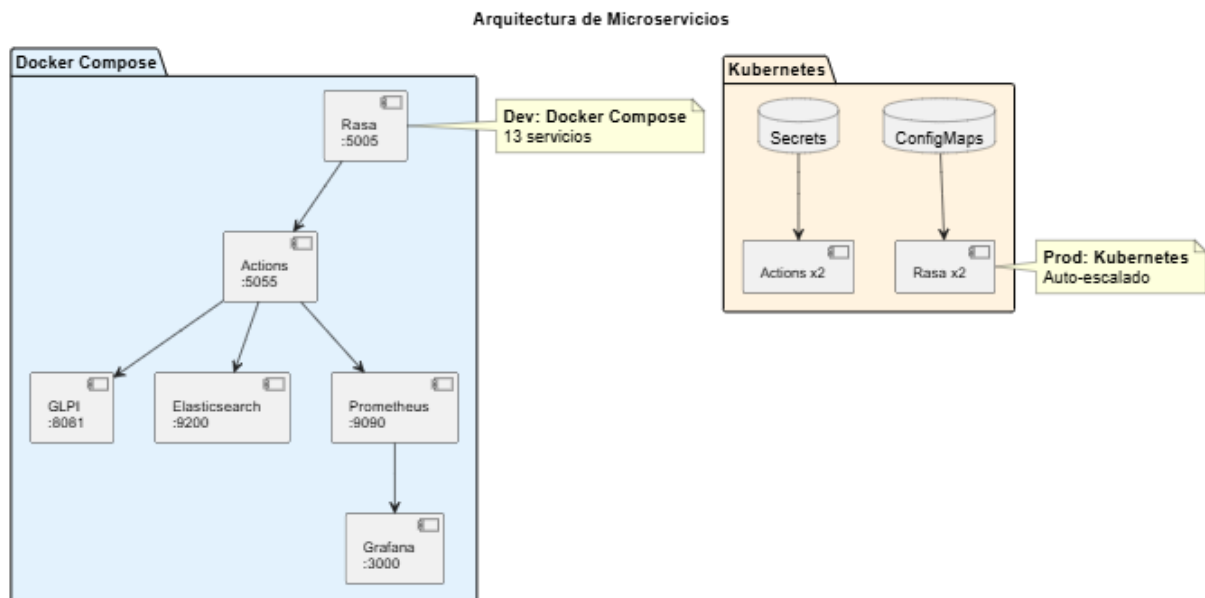 Arquitectura de Microservicios
Docker Compose
Rasa
:5005
Dev: Docker Compose
13 servicios
Actions
:5055
GLPI
:8081
Elasticsearch
:9200
Prometheus
:9090
Grafana
:3000
Kubernetes
Secrets
ConfigMaps
Actions x2
Rasa x2
Prod: Kubernetes
Auto-escalado